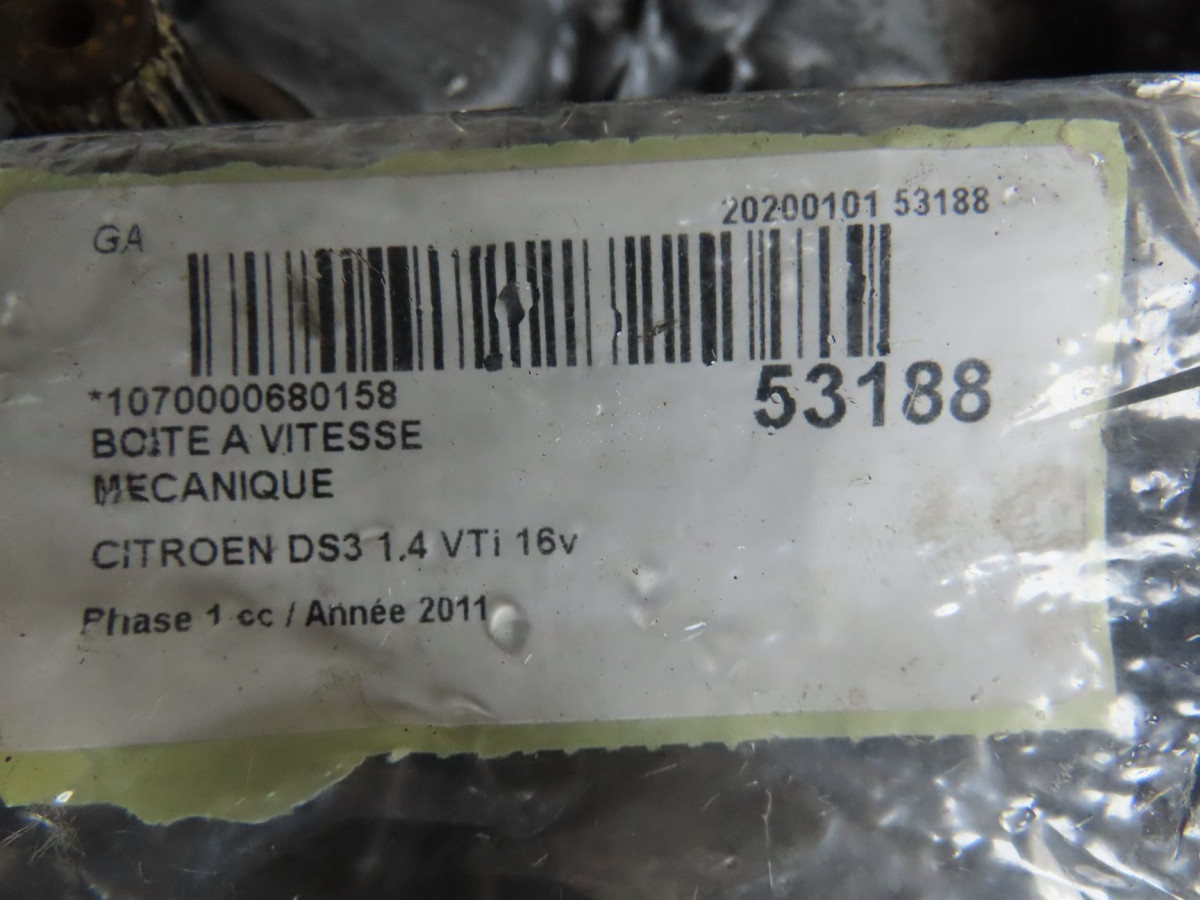 20200101 53188
GA
*1070000680158
53188
BOITE A VITESSE
MECANIQUE
CITROEN DS3 1.4 VTi 16v
Phase 1 cc / Année 2011